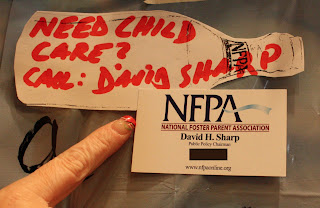 NEED CHILD
CARE?
CALL: DAVID SHARP
NFPA
NFPA
NATIONAL FOSTER PARENT ASSOCIATION
David H. Sharp
Public Policy Chairman
www.nfpaonline.org